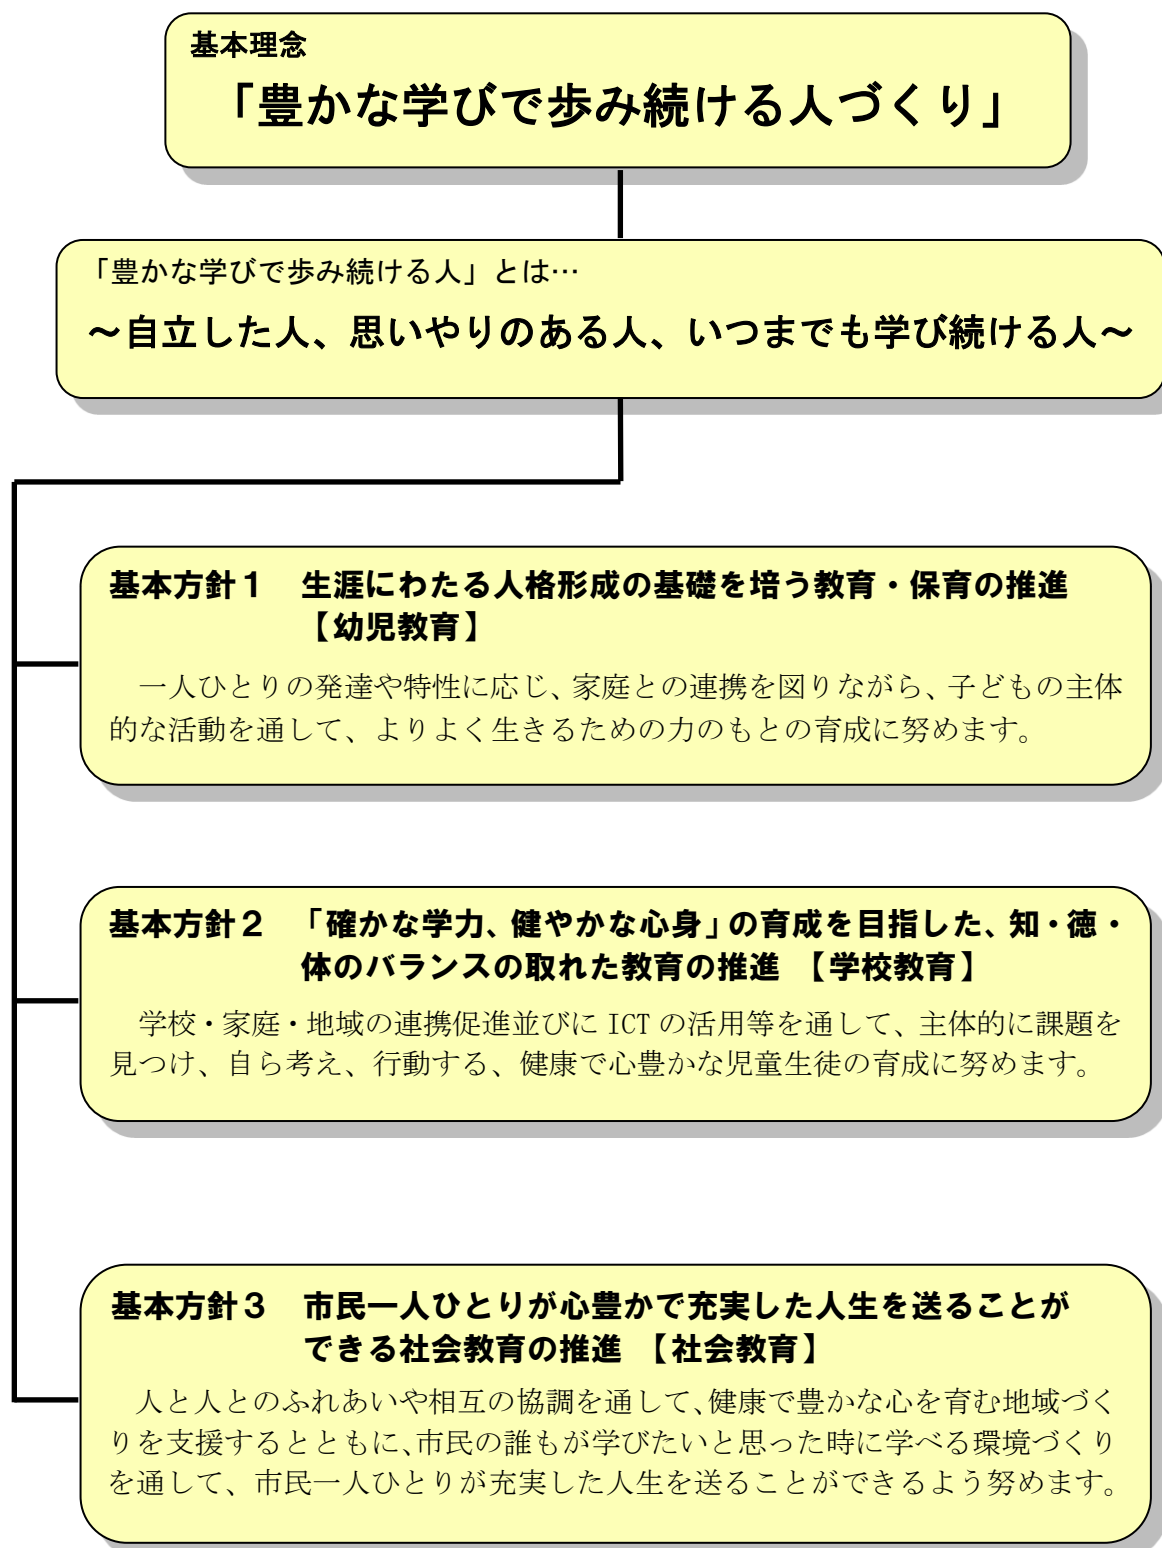 基本理念
「豊かな学びで歩み続ける人づくり」
「豊かな学びで歩み続ける人」とは…
～自立した人、思いやりのある人、いつまでも学び続ける人～
基本方針１　生涯にわたる人格形成の基礎を培う教育・保育の推進
【幼児教育】
一人ひとりの発達や特性に応じ、家庭との連携を図りながら、子どもの主体
的な活動を通して、よりよく生きるための力のもとの育成に努めます。
基本方針２　「確かな学力、健やかな心身」の育成を目指した、知・徳・
体のバランスの取れた教育の推進　【学校教育】
学校・家庭・地域の連携促進並びに ICT の活用等を通して、主体的に課題を
見つけ、自ら考え、行動する、健康で心豊かな児童生徒の育成に努めます。
基本方針３　市民一人ひとりが心豊かで充実した人生を送ることが
できる社会教育の推進　【社会教育】
人と人とのふれあいや相互の協調を通して、健康で豊かな心を育む地域づく
りを支援するとともに、市民の誰もが学びたいと思った時に学べる環境づくり
を通して、市民一人ひとりが充実した人生を送ることができるよう努めます。